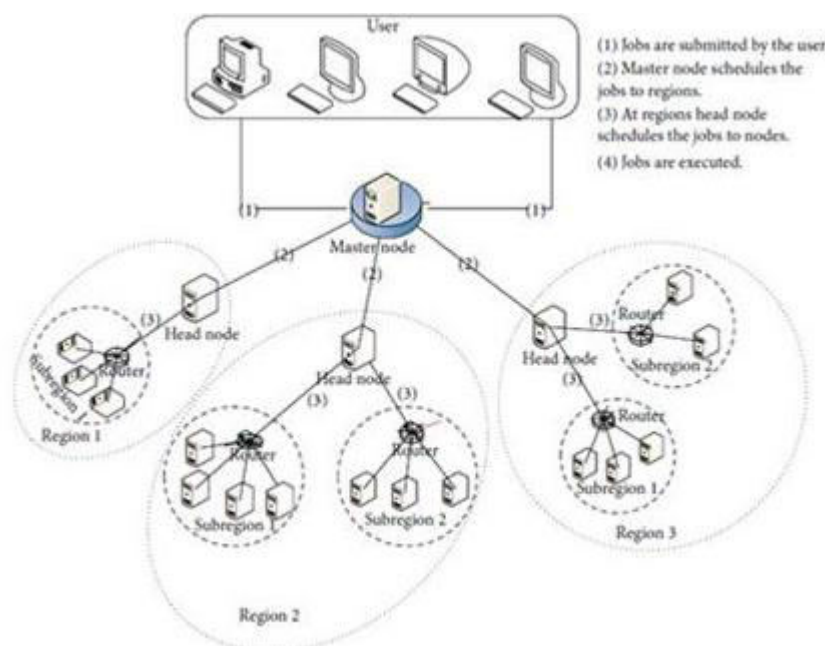 User
(1) Jobs are submitted by the user
(2) Master node schedules the
jobs to regions.
(3) At regions head node
schedules the jobs to nodes.
(4) Jobs are executed.
(1)
(1)
Master node
(2)
(2)
(2)
Head node
(3)
Router
Subregion 1
Region 1
Head node
(3)
(3)
Router
Subregion 1
Router
Subregion 2
Region 2
Head node
(3)
Router
Subregion 2
(3)
Router
Subregion 1
Region 3